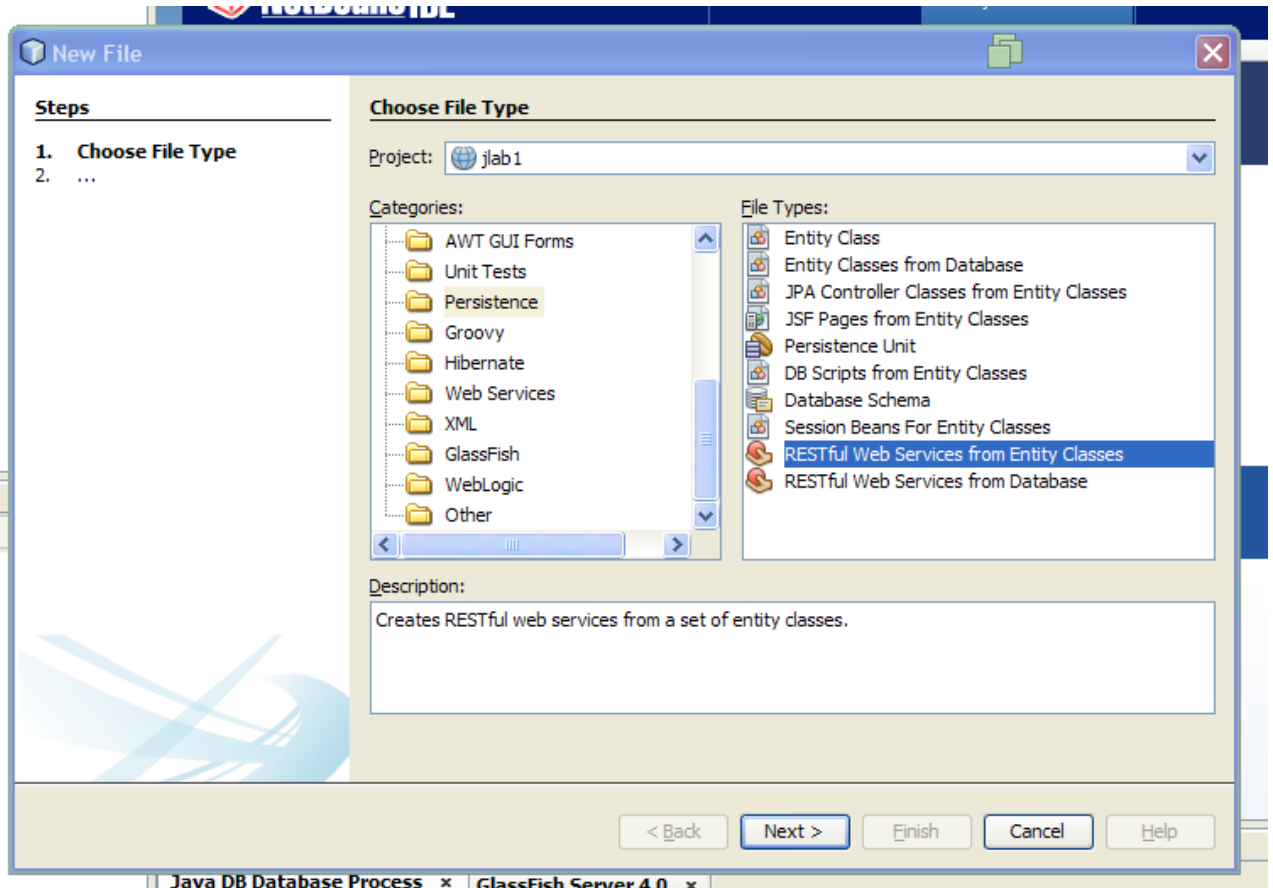 NetBeans IDE
New File
Steps
1. Choose File Type
2. ...
Choose File Type
Project: jlab1
Categories:
AWT GUI Forms
Unit Tests
Persistence
Groovy
Hibernate
Web Services
XML
GlassFish
WebLogic
Other
File Types:
Entity Class
Entity Classes from Database
JPA Controller Classes from Entity Classes
JSF Pages from Entity Classes
Persistence Unit
DB Scripts from Entity Classes
Database Schema
Session Beans For Entity Classes
RESTful Web Services from Entity Classes
RESTful Web Services from Database
Description:
Creates RESTful web services from a set of entity classes.
< Back Next > Finish Cancel Help
Java DB Database Process x GlassFish Server 4.0 x